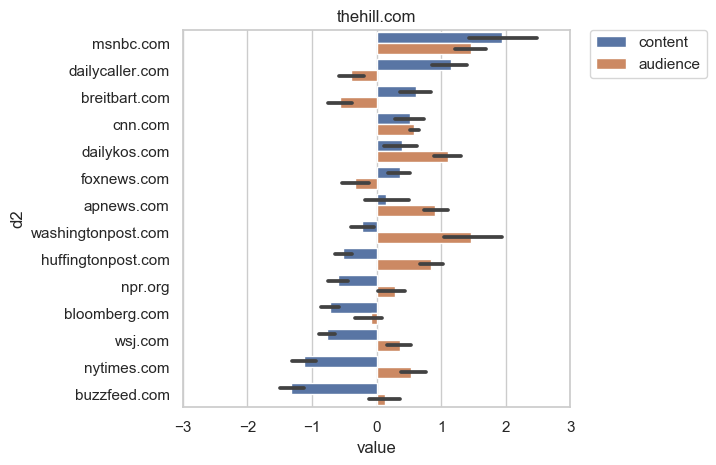 thehill.com
content
audience
d2
msnbc.com
dailycaller.com
breitbart.com
cnn.com
dailykos.com
foxnews.com
apnews.com
washingtonpost.com
huffingtonpost.com
npr.org
bloomberg.com
wsj.com
nytimes.com
buzzfeed.com
−3 −2 −1 0 1 2 3
value